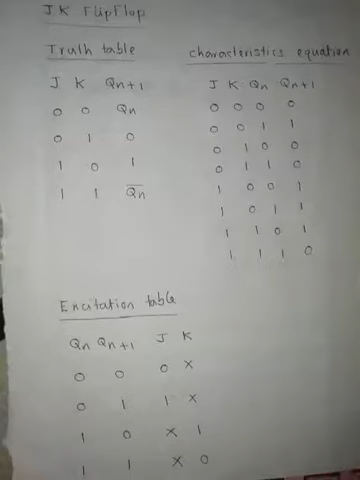 JK FlipFlop
Truth table
J K Qn+1
0 0 Qn
0 1 0
1 0 1
1 1 Q̅n
characteristics equation
J K Qn Qn+1
0 0 0 0
0 0 1 1
0 1 0 0
0 1 1 0
1 0 0 1
1 0 1 1
1 1 0 1
1 1 1 0
Excitation table
Qn Qn+1 J K
0 0 0 X
0 1 1 X
1 0 X 1
1 1 X 0